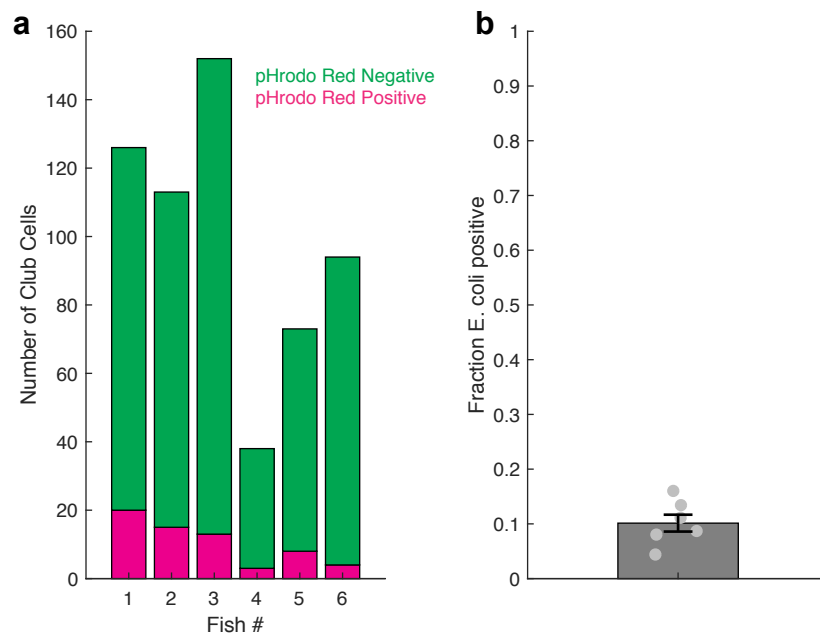 a
160
140
120
100
80
60
40
20
0
Number of Club Cells
pHrodo Red Negative
pHrodo Red Positive
1 2 3 4 5 6
Fish #
b
1
0.9
0.8
0.7
0.6
0.5
0.4
0.3
0.2
0.1
0
Fraction E. coli positive